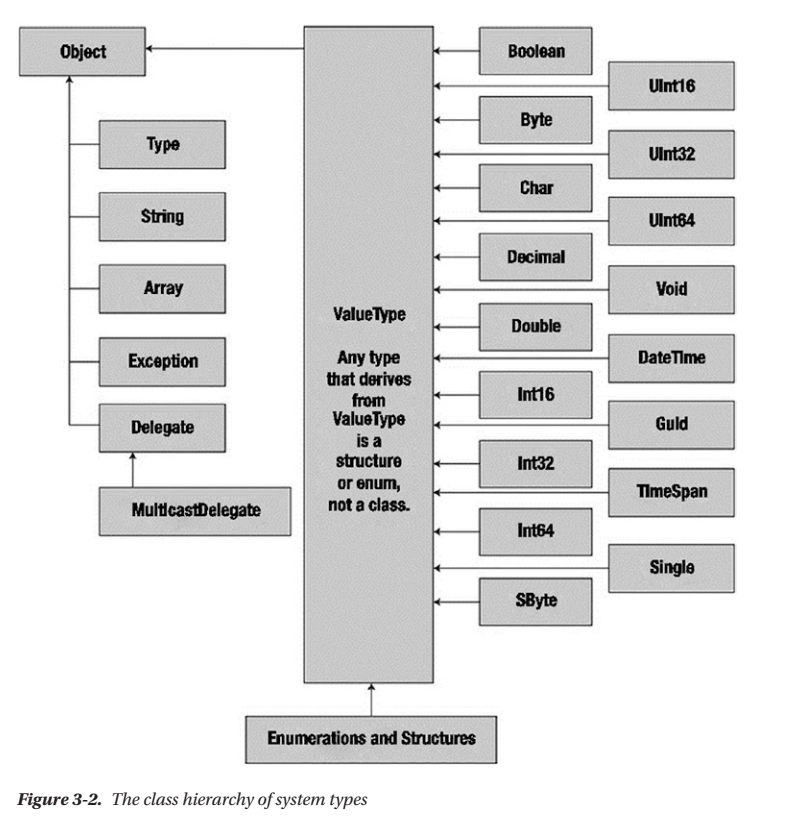 Object
Type
String
Array
Exception
Delegate
MulticastDelegate
ValueType
Any type
that derives
from
ValueType
is a
structure
or enum,
not a class.
Boolean
UInt16
Byte
UInt32
Char
UInt64
Decimal
Void
Double
DateTime
Int16
Guid
Int32
TimeSpan
Int64
Single
SByte
Enumerations and Structures
Figure 3-2. The class hierarchy of system types